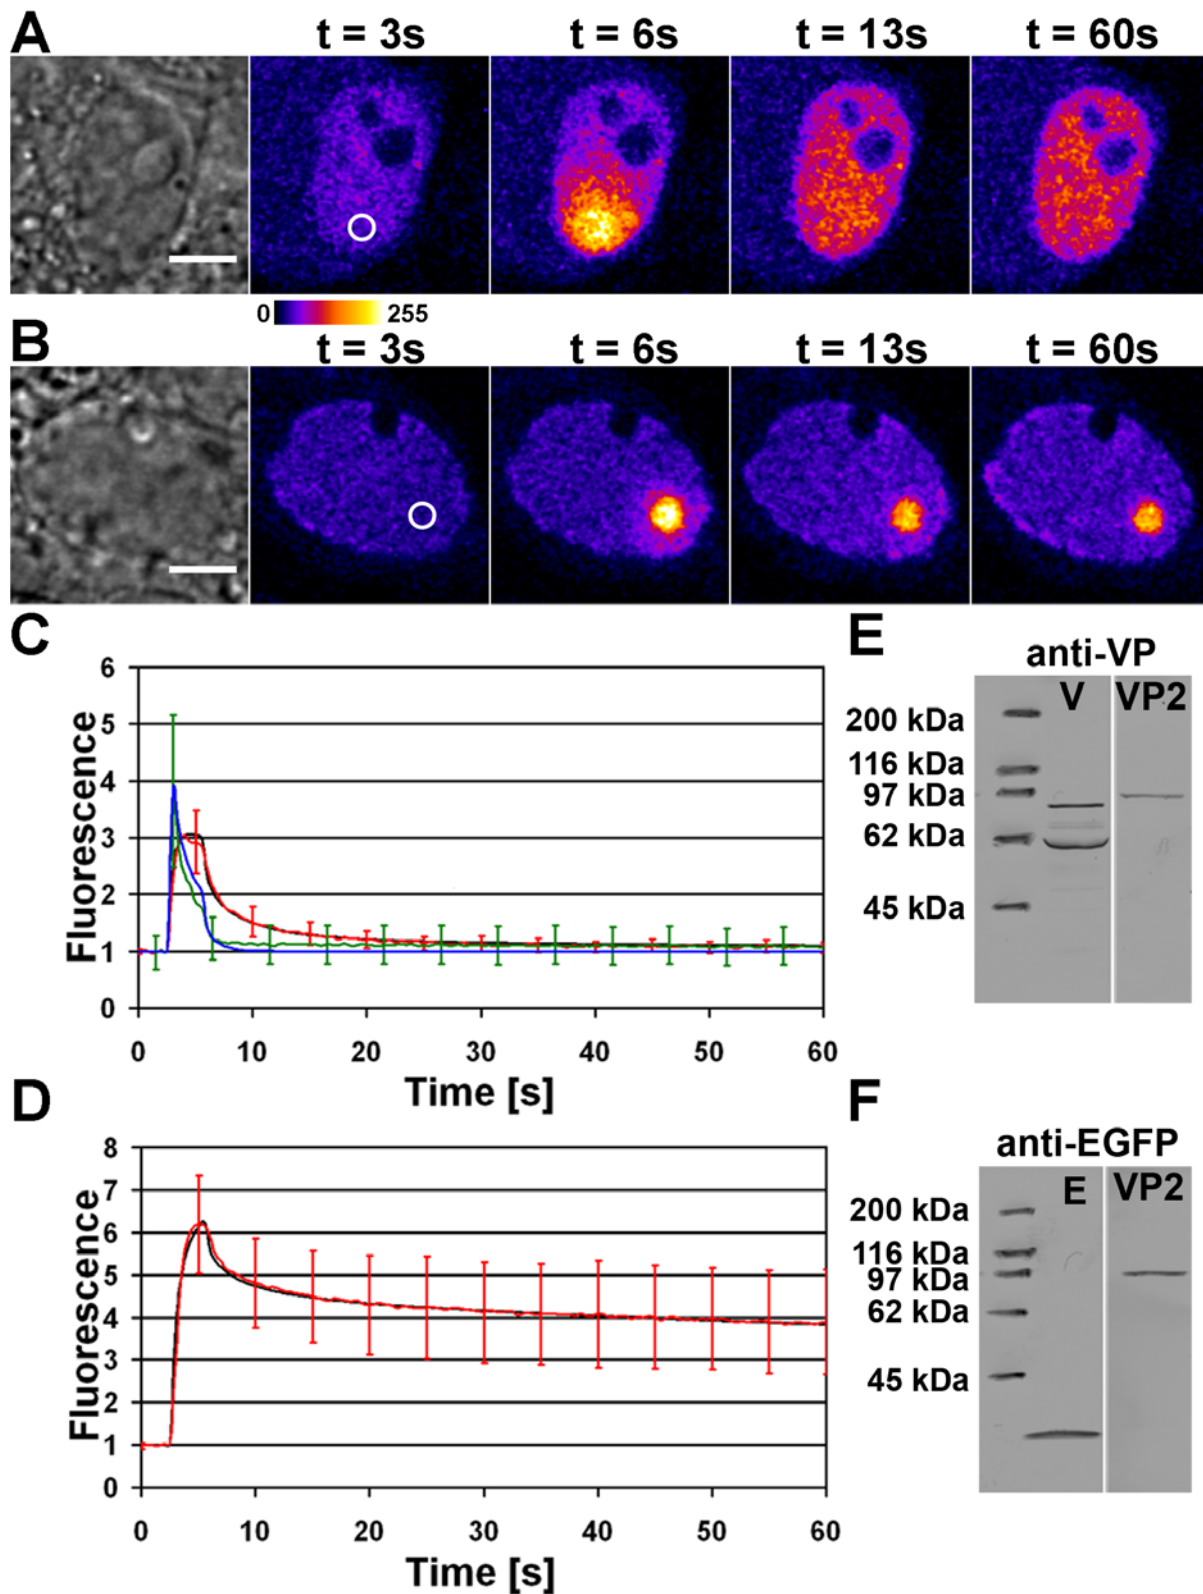 A
t = 3s t = 6s t = 13s t = 60s
0 255
B
t = 3s t = 6s t = 13s t = 60s
C
6
5
4
3
2
1
0
Fluorescence
0 10 20 30 40 50 60
Time [s]
D
8
7
6
5
4
3
2
1
0
Fluorescence
0 10 20 30 40 50 60
Time [s]
E
anti-VP
V VP2
200 kDa
116 kDa
97 kDa
62 kDa
45 kDa
F
anti-EGFP
E VP2
200 kDa
116 kDa
97 kDa
62 kDa
45 kDa